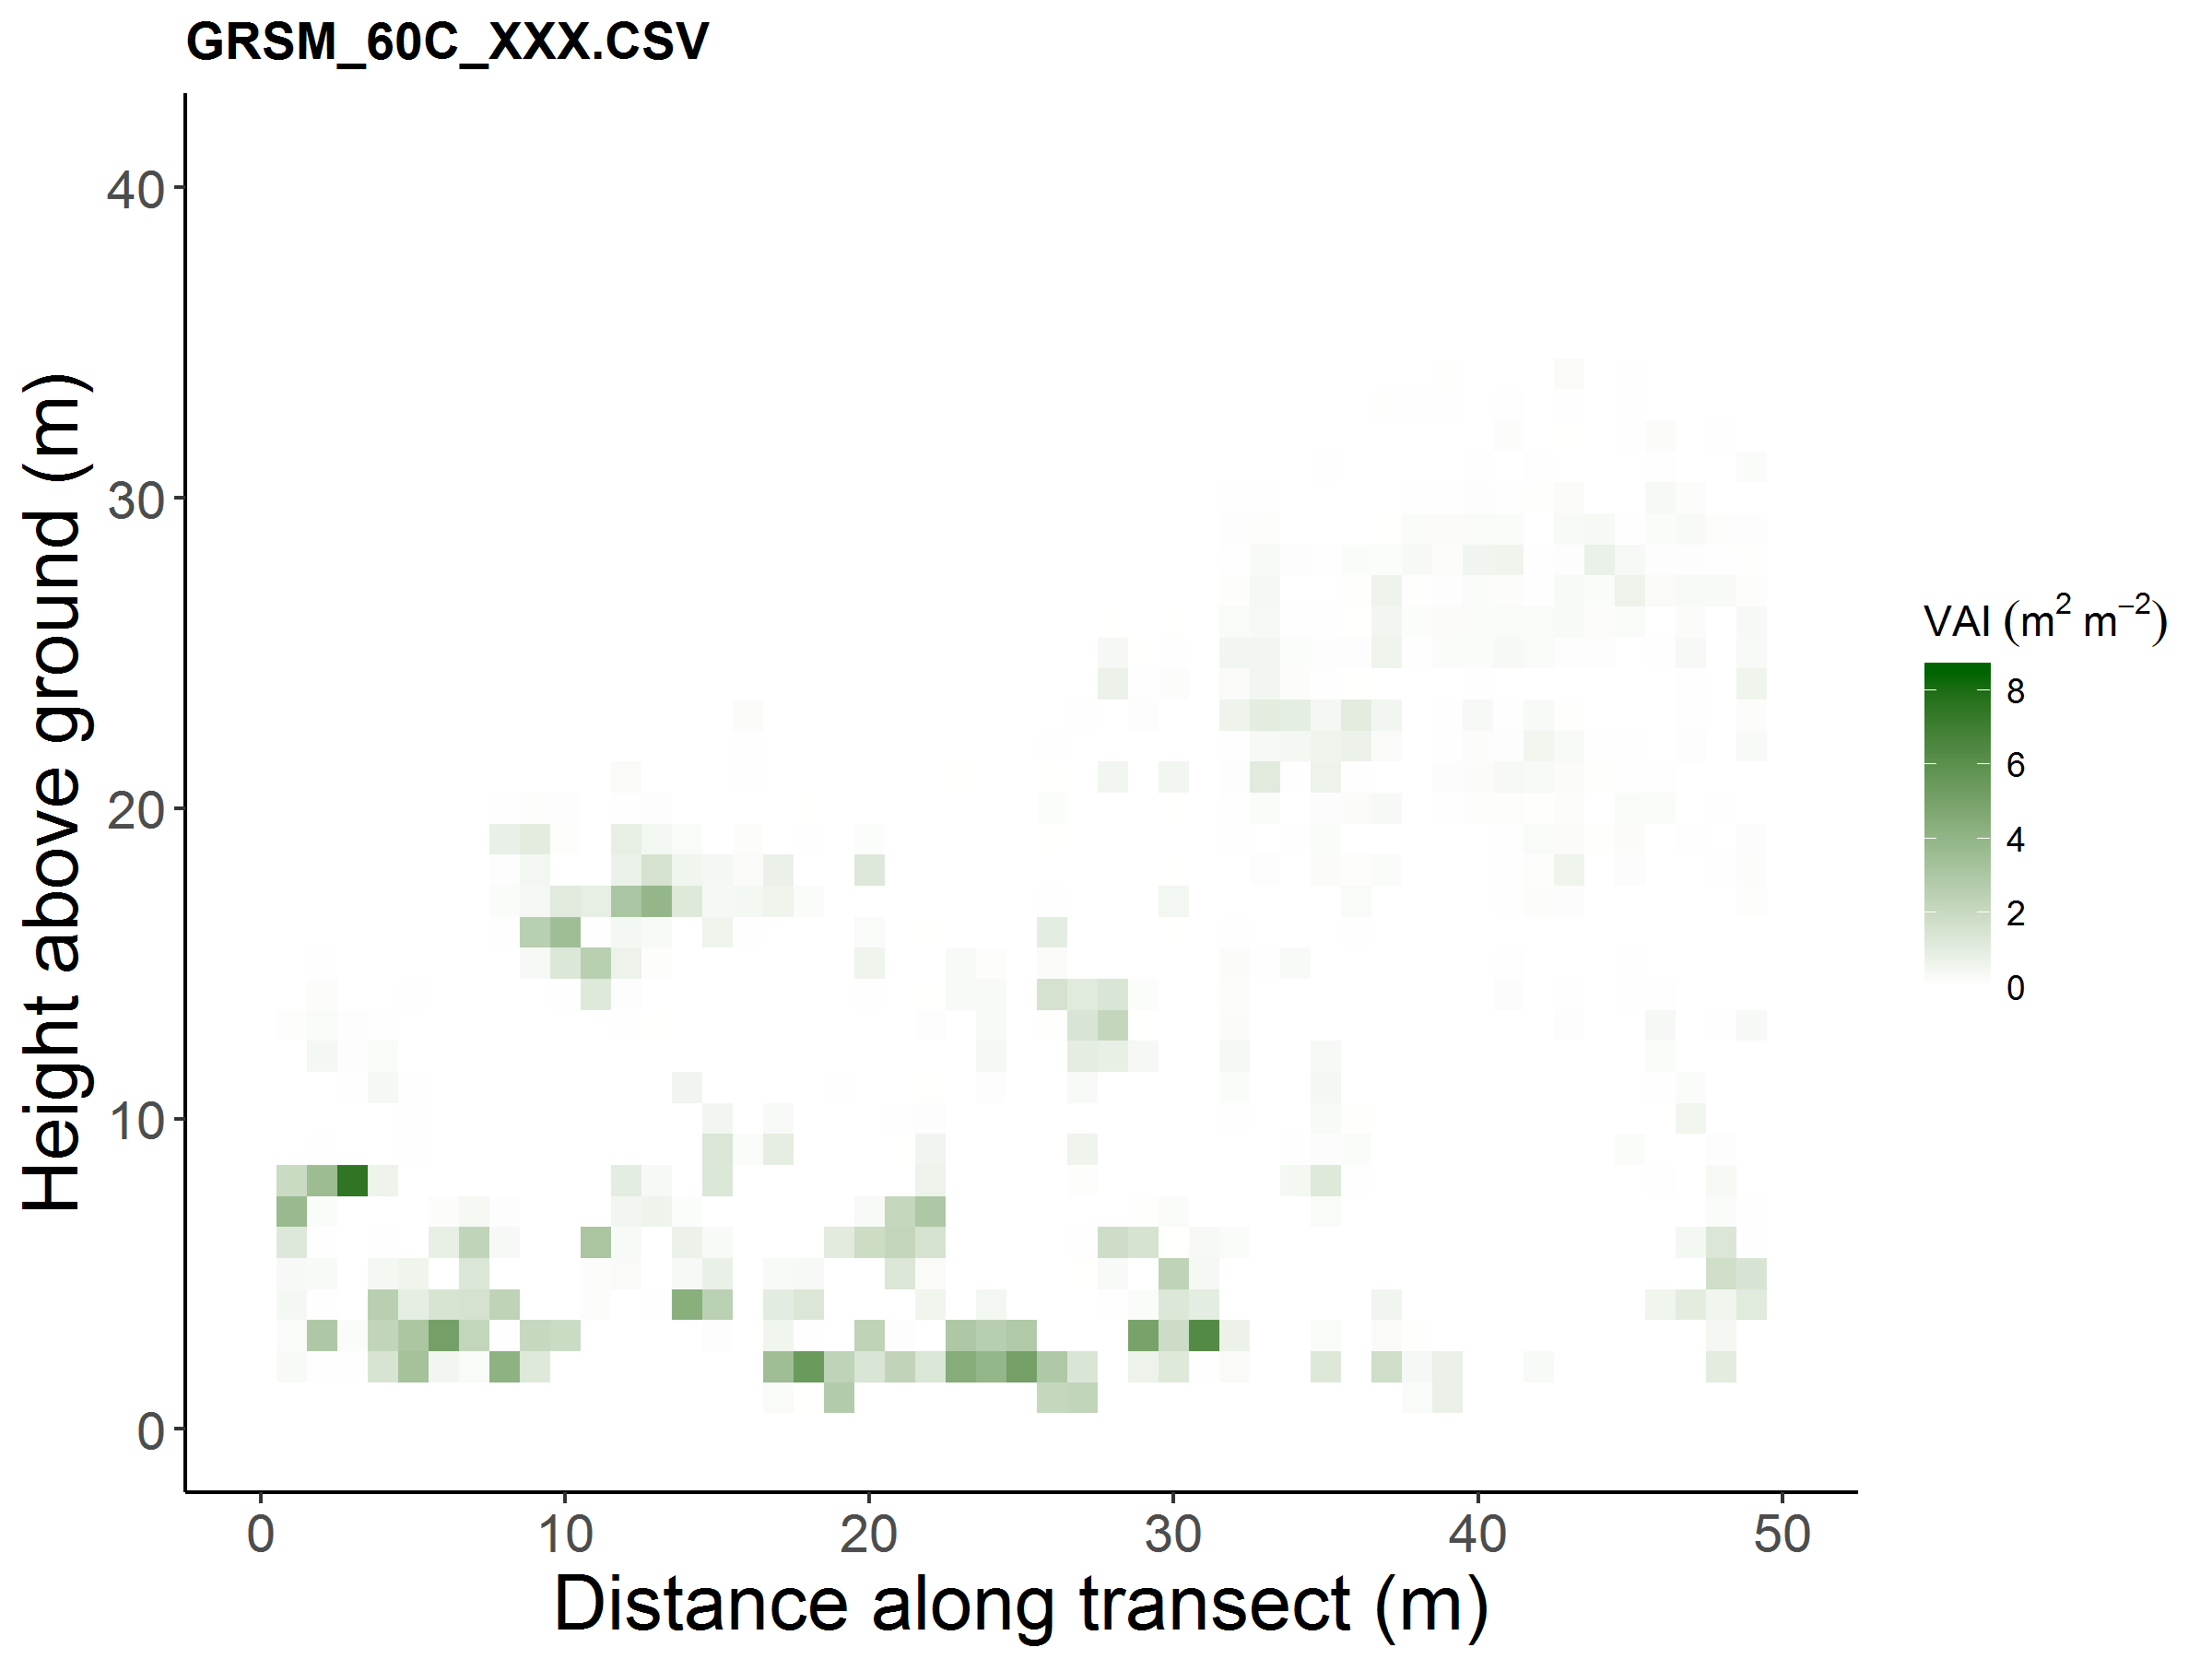 GRSM_60C_XXX.CSV
Height above ground (m)
40
30
20
10
0
0 10 20 30 40 50
Distance along transect (m)
VAI (m² m⁻²)
8
6
4
2
0